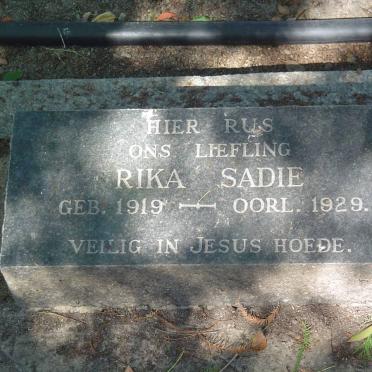 HIER RUS
ONS LIEFLING
RIKA SADIE
GEB. 1919 — OORL. 1929.
VEILIG IN JESUS HOEDE.